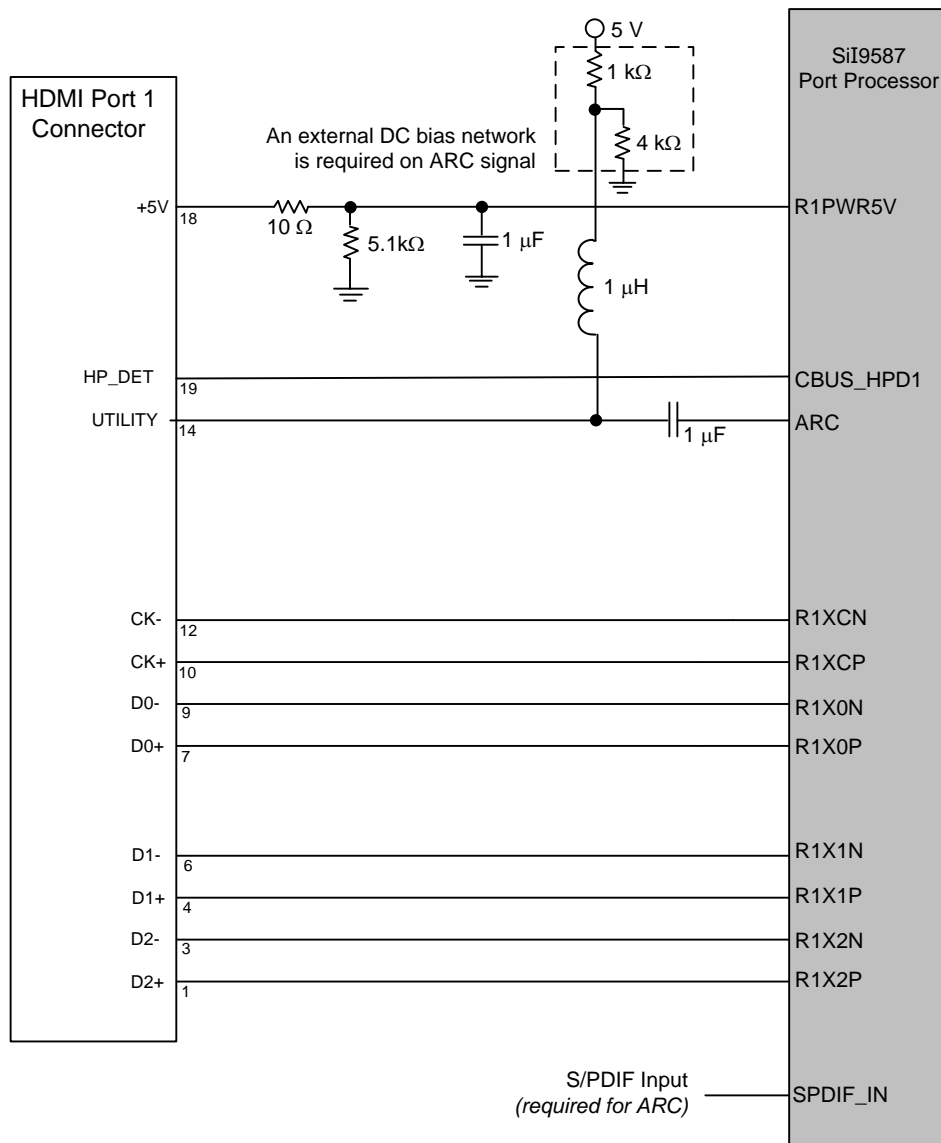 5 V
SiI9587
Port Processor
1 kΩ
HDMI Port 1
Connector
An external DC bias network
is required on ARC signal
4 kΩ
+5V
18
10 Ω
R1PWR5V
5.1kΩ
1 μF
1 μH
HP_DET
19
CBUS_HPD1
UTILITY
14
1 μF
ARC
CK-
12
R1XCN
CK+
10
R1XCP
D0-
9
R1X0N
D0+
7
R1X0P
D1-
6
R1X1N
D1+
4
R1X1P
D2-
3
R1X2N
D2+
1
R1X2P
S/PDIF Input
(required for ARC)
SPDIF_IN